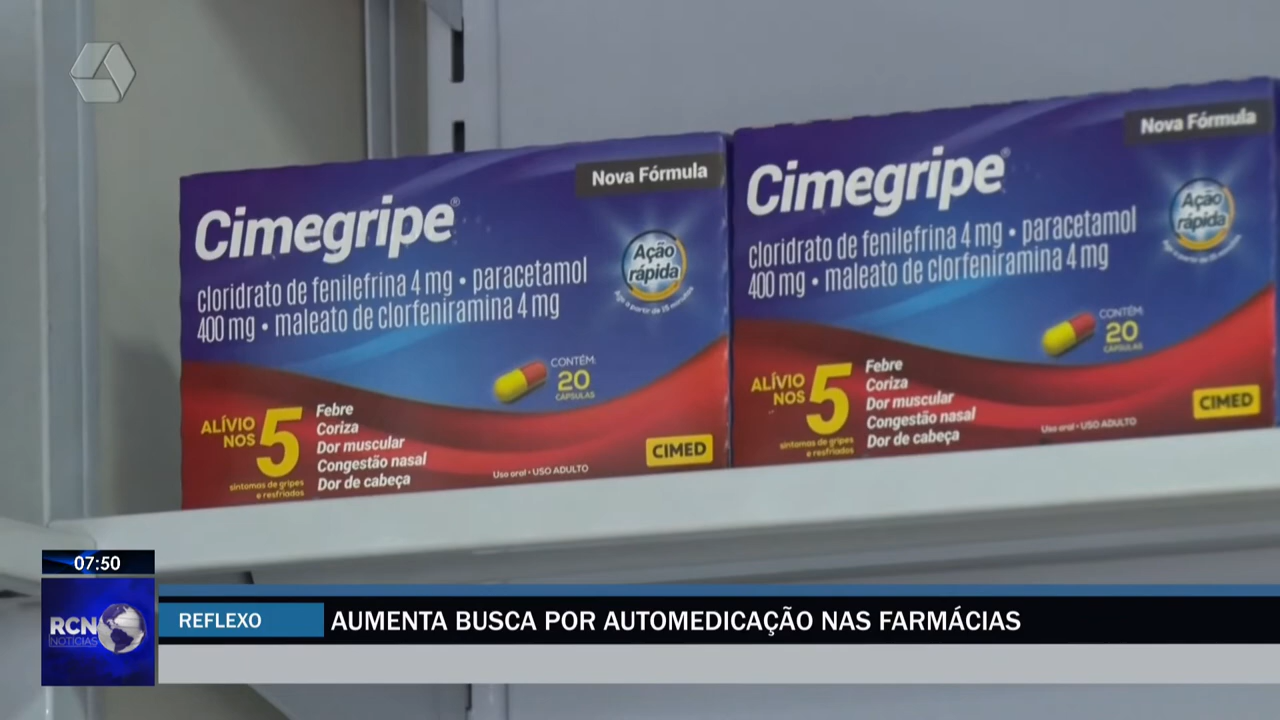 Nova Fórmula
Cimegripe®
cloridrato de fenilefrina 4 mg • paracetamol
400 mg • maleato de clorfeniramina 4 mg
Ação
rápida
Age a partir de 15 minutos
CONTÉM
20
CÁPSULAS
ALÍVIO
NOS
5
sintomas de gripes
e resfriados
Febre
Coriza
Dor muscular
Congestão nasal
Dor de cabeça
Uso oral • USO ADULTO
CIMED
Nova Fórmula
Cimegripe®
cloridrato de fenilefrina 4 mg • paracetamol
400 mg • maleato de clorfeniramina 4 mg
Ação
rápida
CONTÉM
20
CÁPSULAS
ALÍVIO
NOS
5
sintomas de gripes
e resfriados
Febre
Coriza
Dor muscular
Congestão nasal
Dor de cabeça
Uso oral • USO ADULTO
CIMED
07:50
RCN
NOTÍCIAS
REFLEXO
AUMENTA BUSCA POR AUTOMEDICAÇÃO NAS FARMÁCIAS